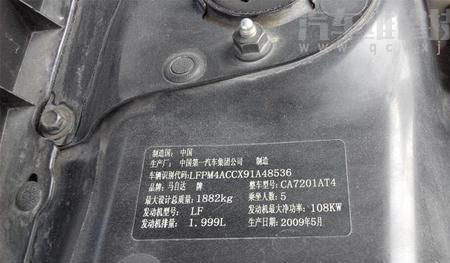 制造国：中国
生产厂：中国第一汽车集团公司 制造
车辆识别代码：LFPM4ACCX91A48536
品牌：马自达 牌 整车型号：CA7201AT4
最大设计总质量：1882kg 乘坐人数：5
发动机型号：LF 发动机最大净功率：108KW
发动机排量：1.999L 生产日期：2009年5月